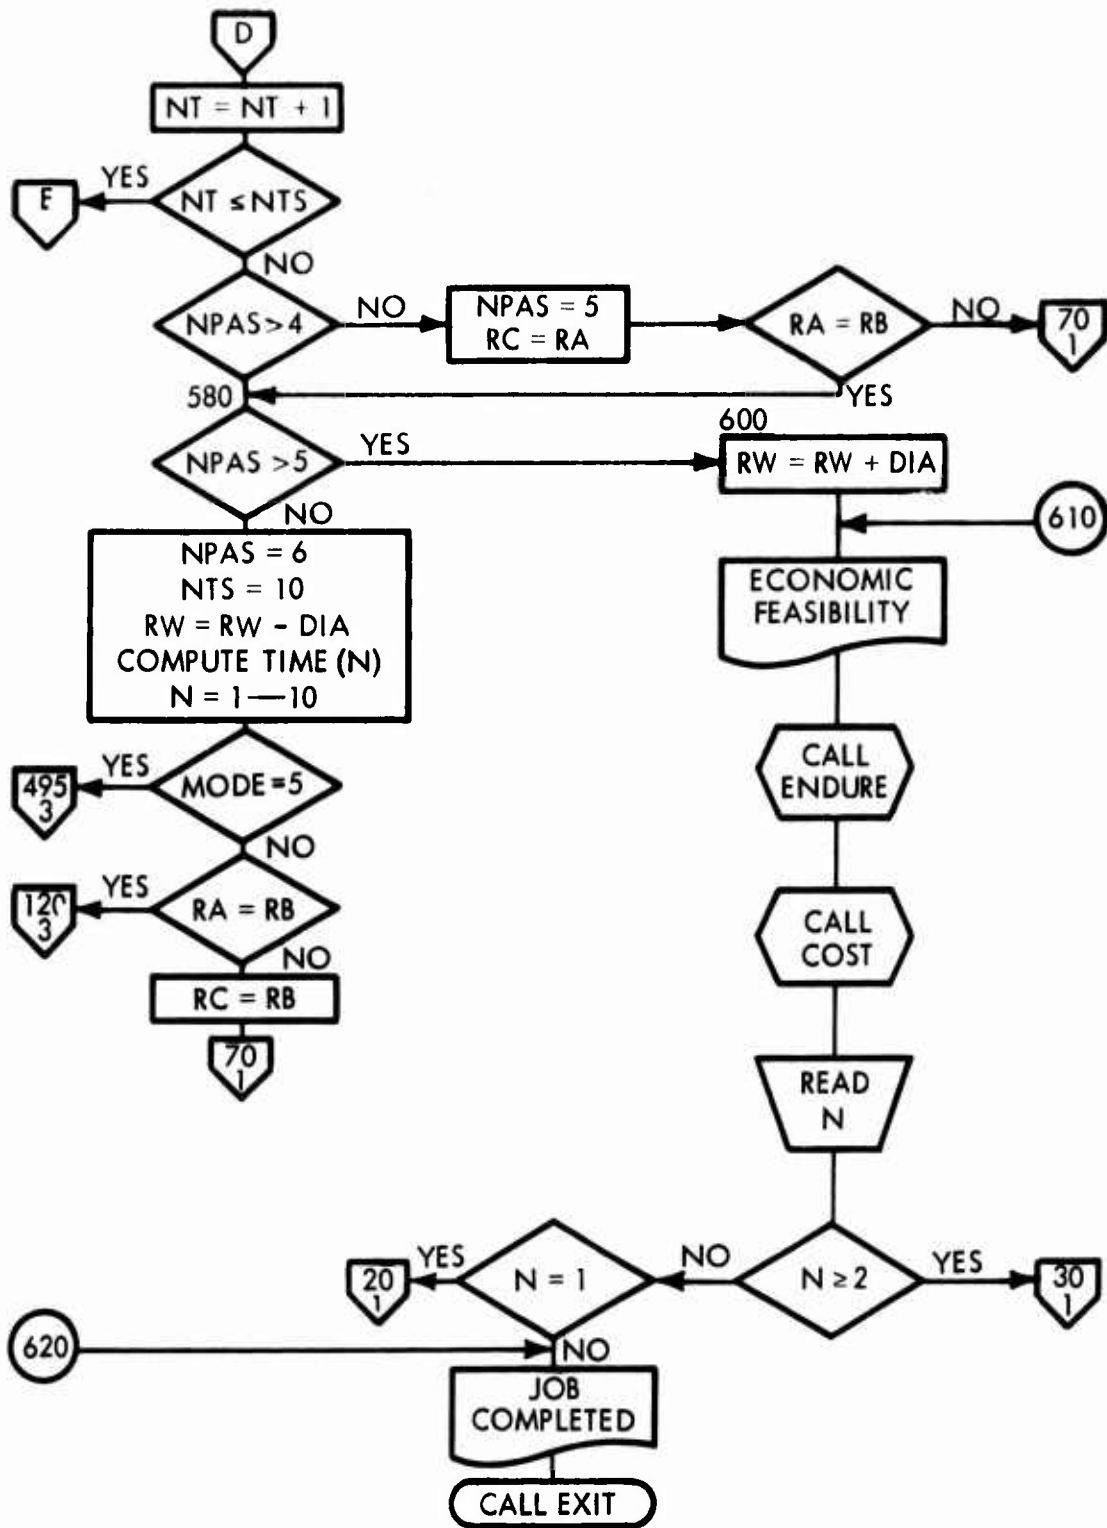 D
NT = NT + 1
YES
E
NT ≤ NTS
NO
NPAS > 4
NO
NPAS = 5
RC = RA
RA = RB
NO
70
1
580
YES
NPAS > 5
YES
600
RW = RW + DIA
NO
610
NPAS = 6
NTS = 10
RW = RW - DIA
COMPUTE TIME (N)
N = 1—10
ECONOMIC
FEASIBILITY
YES
495
3
MODE = 5
CALL
ENDURE
NO
YES
120
3
RA = RB
CALL
COST
NO
RC = RB
70
1
READ
N
YES
20
1
N = 1
NO
N ≥ 2
YES
30
1
620
NO
JOB
COMPLETED
CALL EXIT